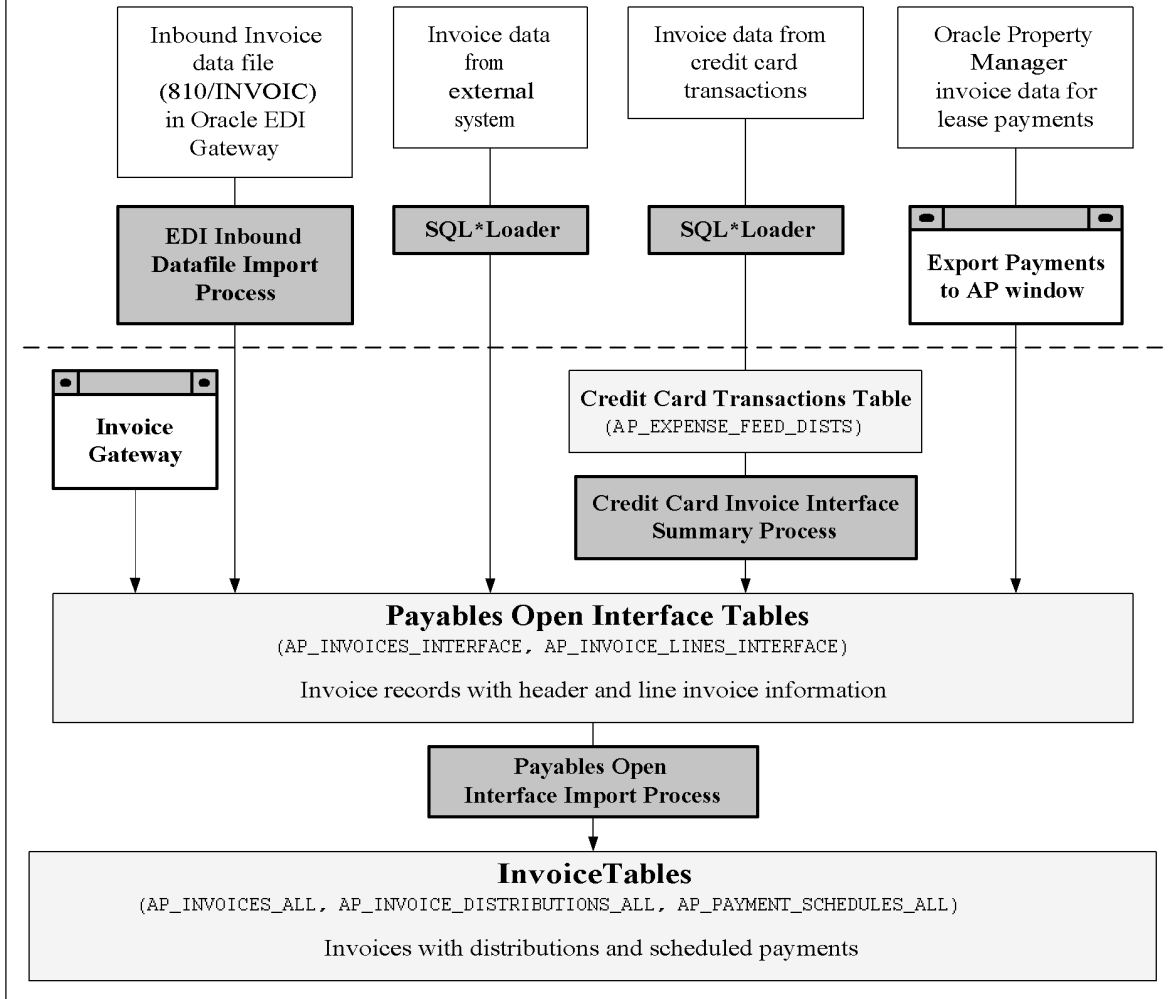 Inbound Invoice
data file
(810/INVOIC)
in Oracle EDI
Gateway
Invoice data
from
external
system
Invoice data from
credit card
transactions
Oracle Property
Manager
invoice data for
lease payments
EDI Inbound
Datafile Import
Process
SQL*Loader
SQL*Loader
Export Payments
to AP window
Invoice
Gateway
Credit Card Transactions Table
(AP_EXPENSE_FEED_DISTS)
Credit Card Invoice Interface
Summary Process
Payables Open Interface Tables
(AP_INVOICES_INTERFACE, AP_INVOICE_LINES_INTERFACE)
Invoice records with header and line invoice information
Payables Open
Interface Import Process
InvoiceTables
(AP_INVOICES_ALL, AP_INVOICE_DISTRIBUTIONS_ALL, AP_PAYMENT_SCHEDULES_ALL)
Invoices with distributions and scheduled payments